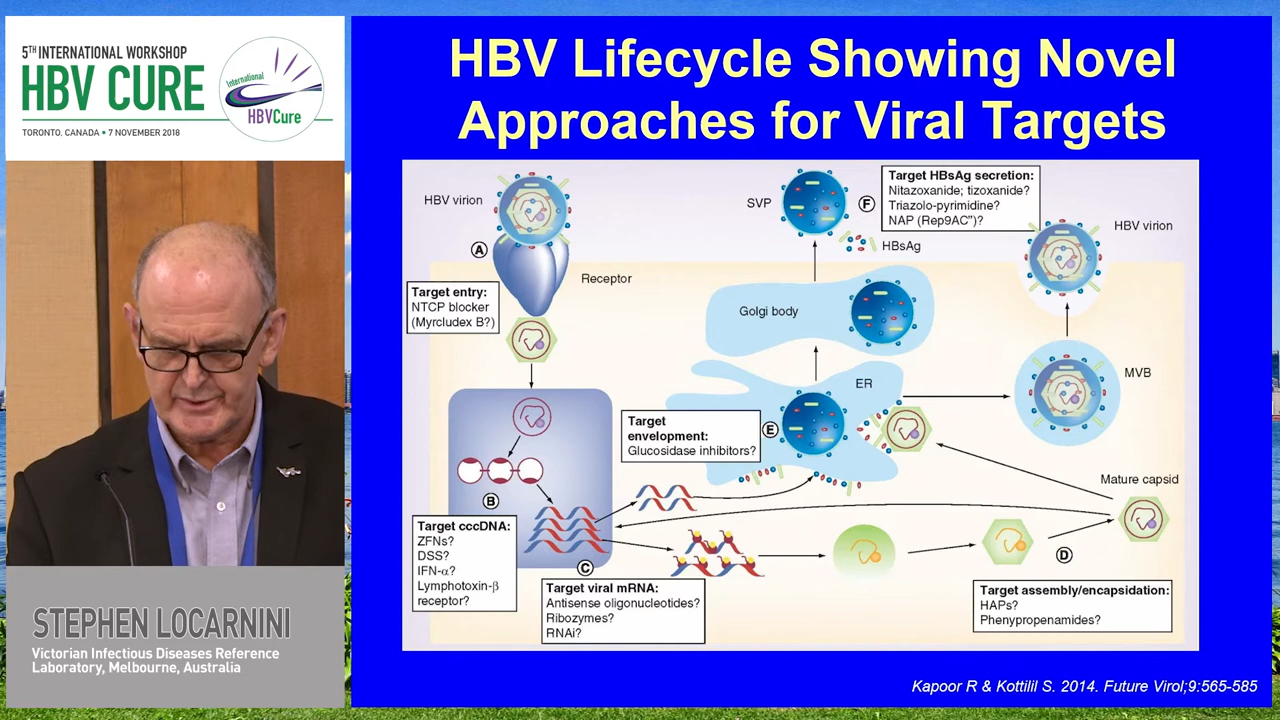 5TH INTERNATIONAL WORKSHOP
HBV CURE
TORONTO. CANADA • 7 NOVEMBER 2018
International
HBVCure
STEPHEN LOCARNINI
Victorian Infectious Diseases Reference
Laboratory, Melbourne, Australia
HBV Lifecycle Showing Novel
Approaches for Viral Targets
HBV virion
A
Receptor
Target entry:
NTCP blocker
(Myrcludex B?)
SVP
F
Target HBsAg secretion:
Nitazoxanide; tizoxanide?
Triazolo-pyrimidine?
NAP (Rep9AC")?
HBsAg
HBV virion
Golgi body
ER
MVB
Target
envelopment:
Glucosidase inhibitors?
E
Mature capsid
B
Target cccDNA:
ZFNs?
DSS?
IFN-α?
Lymphotoxin-β
receptor?
C
Target viral mRNA:
Antisense oligonucleotides?
Ribozymes?
RNAi?
D
Target assembly/encapsidation:
HAPs?
Phenypropenamides?
Kapoor R & Kottilil S. 2014. Future Virol;9:565-585